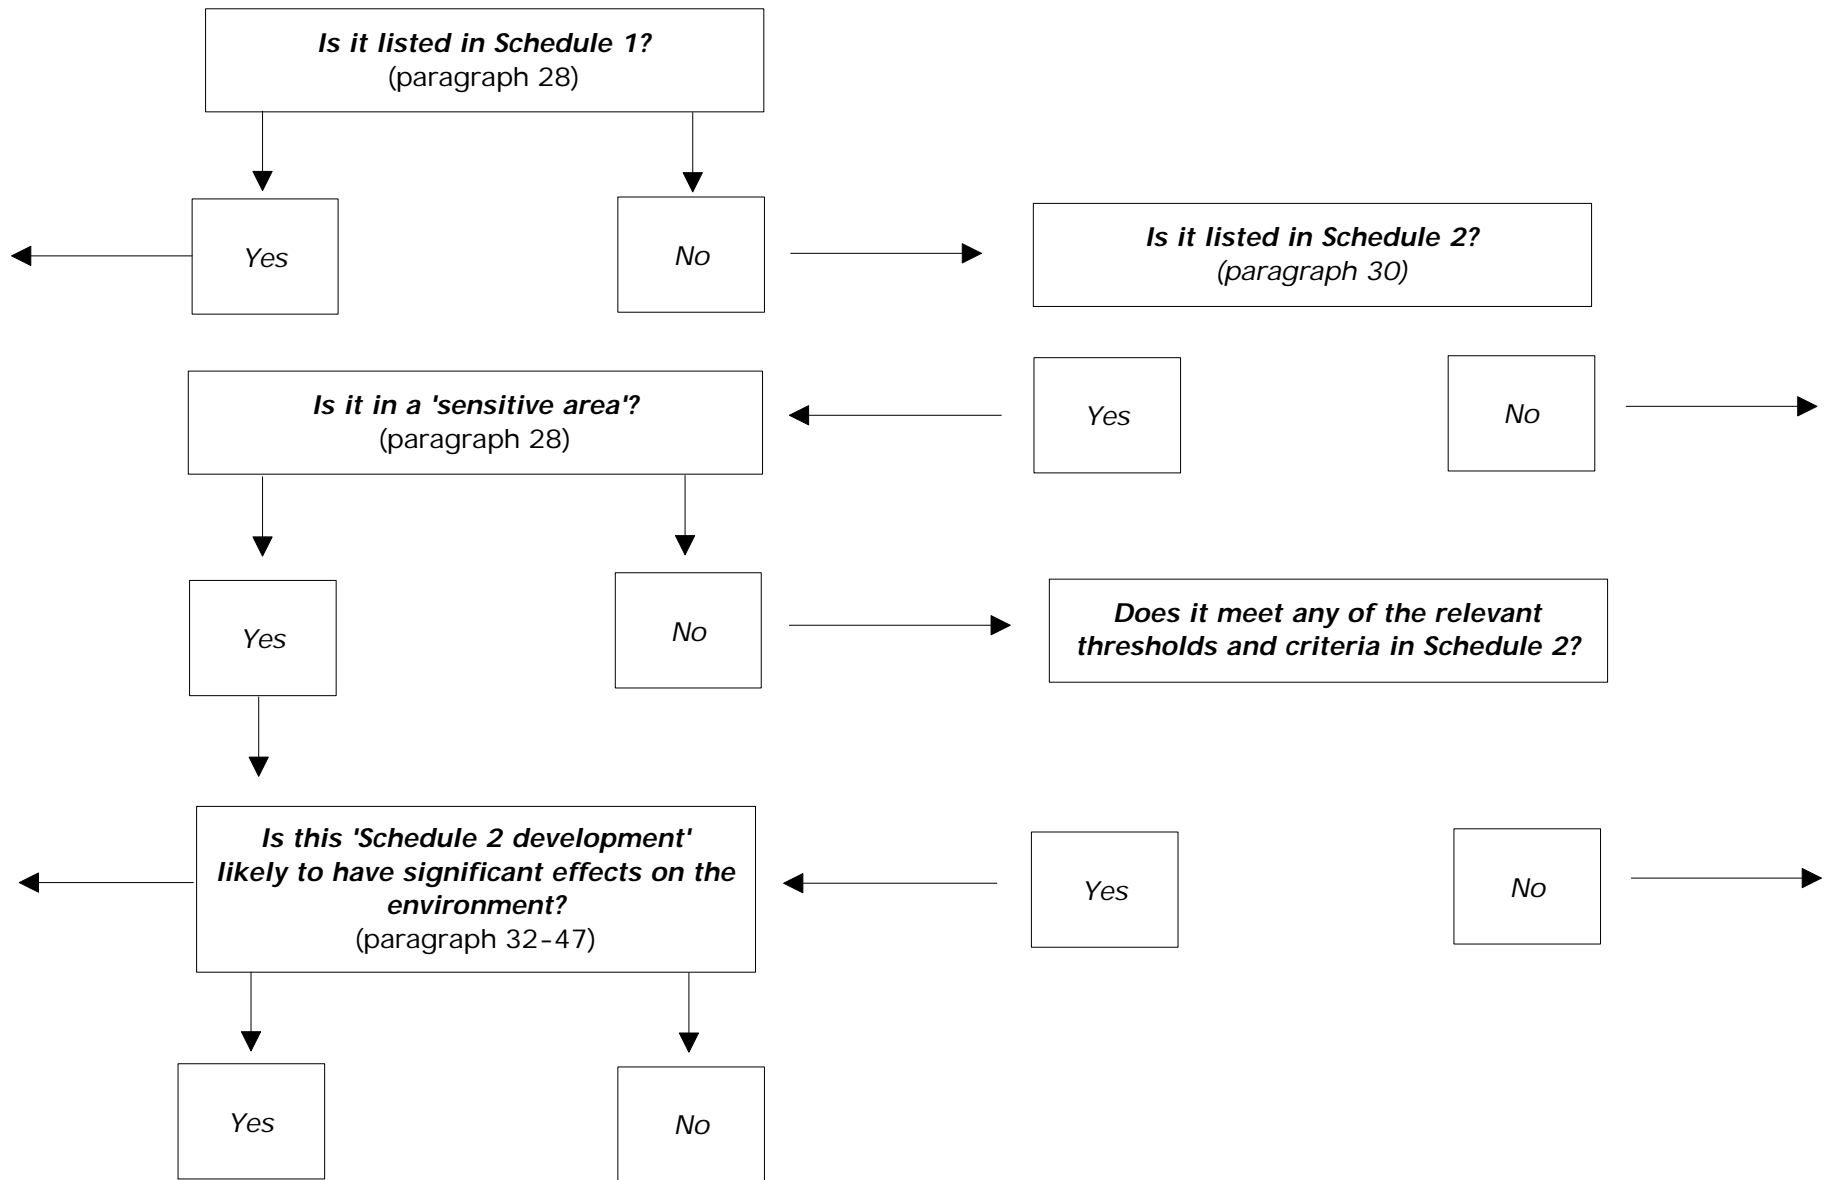 Is it listed in Schedule 1?
(paragraph 28)
Yes
No
Is it listed in Schedule 2?
(paragraph 30)
Is it in a 'sensitive area'?
(paragraph 28)
Yes
No
Yes
No
Does it meet any of the relevant
thresholds and criteria in Schedule 2?
Is this 'Schedule 2 development'
likely to have significant effects on the
environment?
(paragraph 32-47)
Yes
No
Yes
No